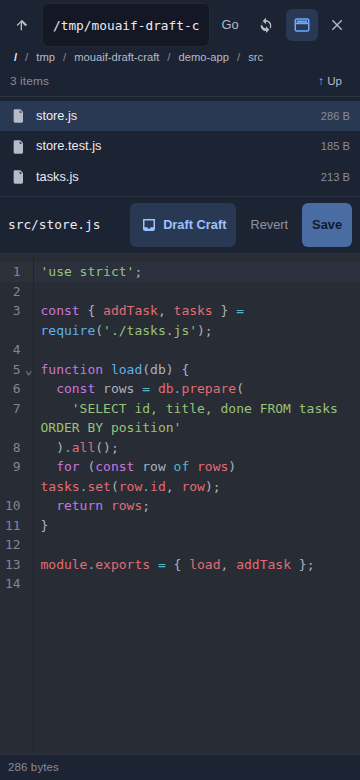 /tmp/mouaif-draft-c Go
/ / tmp / mouaif-draft-craft / demo-app / src
3 items ↑ Up
store.js 286 B
store.test.js 185 B
tasks.js 213 B
src/store.js Draft Craft Revert Save
1 'use strict';
2
3 const { addTask, tasks } =
require('./tasks.js');
4
5 function load(db) {
6 const rows = db.prepare(
7 'SELECT id, title, done FROM tasks
ORDER BY position'
8 ).all();
9 for (const row of rows)
tasks.set(row.id, row);
10 return rows;
11 }
12
13 module.exports = { load, addTask };
14
286 bytes